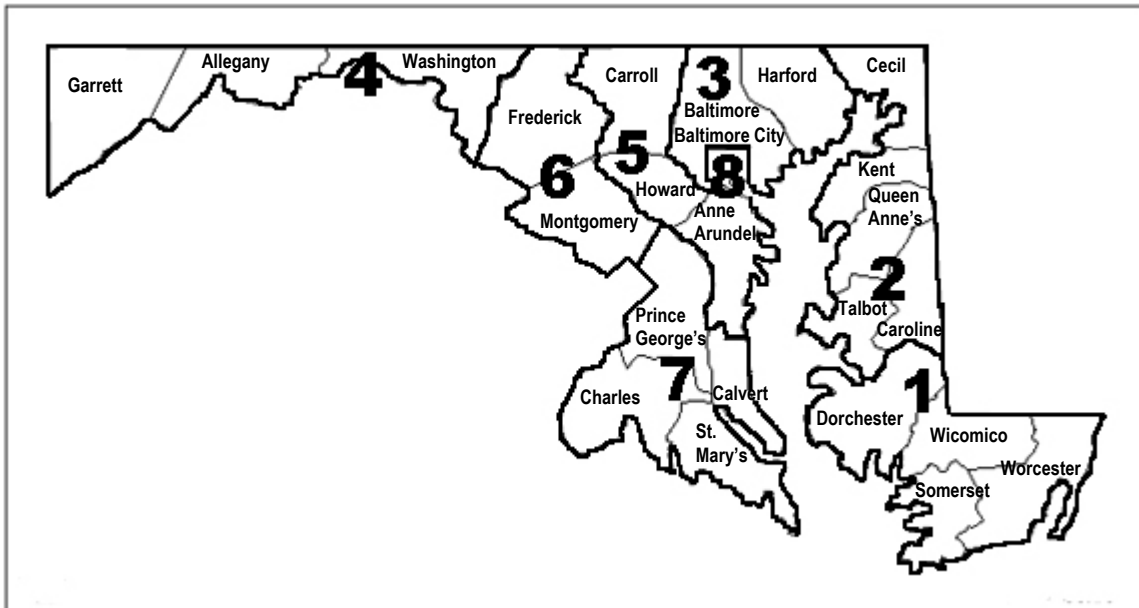 Garrett
Allegany
4
Washington
Frederick
Carroll
3
Harford
Cecil
Baltimore
Baltimore City
5
6
8
Howard
Montgomery
Anne
Arundel
Kent
Queen
Anne's
2
Talbot
Caroline
Prince
George's
7
Charles
Calvert
St.
Mary's
1
Dorchester
Wicomico
Worcester
Somerset